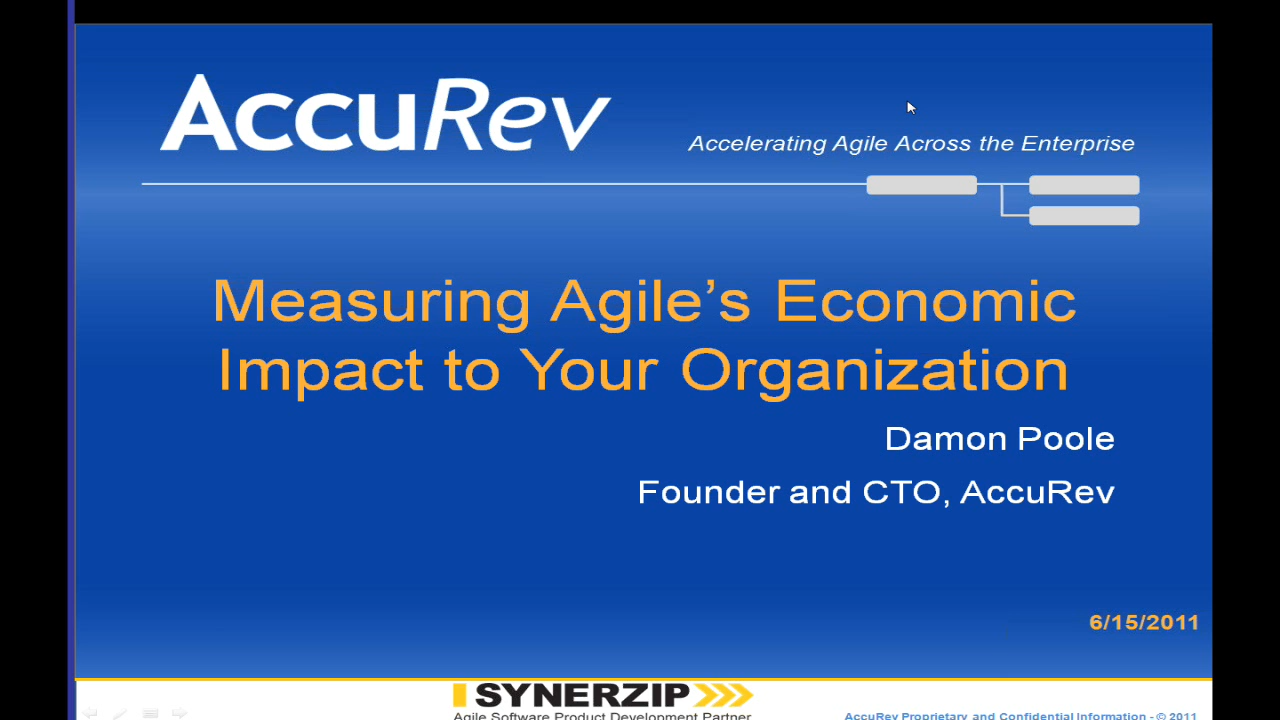 AccuRev
Accelerating Agile Across the Enterprise
Measuring Agile’s Economic
Impact to Your Organization
Damon Poole
Founder and CTO, AccuRev
6/15/2011
SYNERZIP
Agile Software Product Development Partner
AccuRev Proprietary and Confidential Information - © 2011